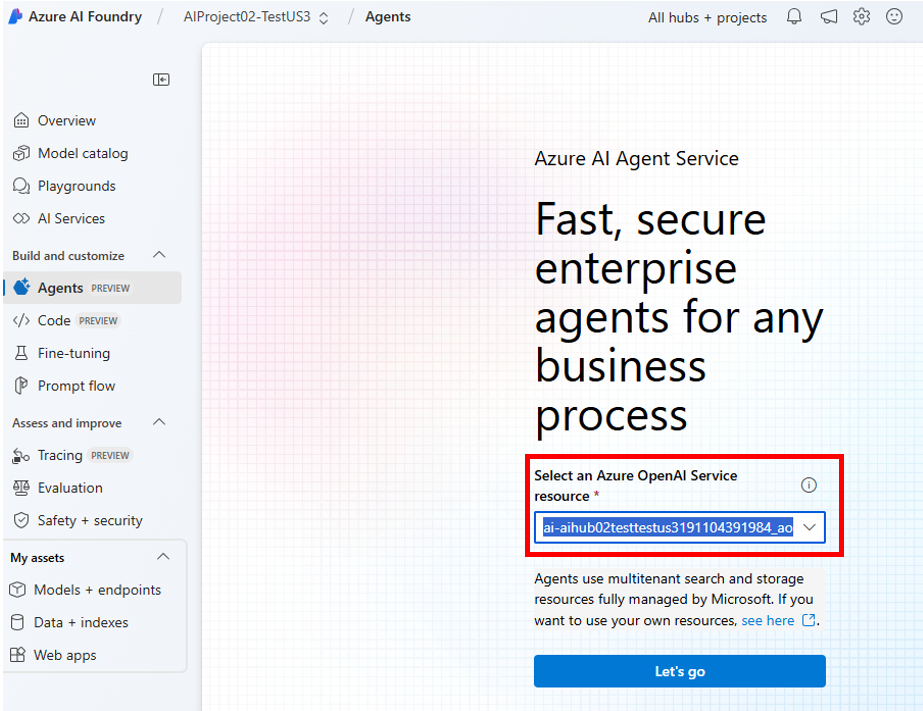 Azure AI Foundry / AIProject02-TestUS3 / Agents All hubs + projects
Overview
Model catalog
Playgrounds
AI Services
Build and customize
Agents PREVIEW
Code PREVIEW
Fine-tuning
Prompt flow
Assess and improve
Tracing PREVIEW
Evaluation
Safety + security
My assets
Models + endpoints
Data + indexes
Web apps
Azure AI Agent Service
Fast, secure
enterprise
agents for any
business
process
Select an Azure OpenAI Service
resource *
ai-aihub02testtestus3191104391984_ao
Agents use multitenant search and storage
resources fully managed by Microsoft. If you
want to use your own resources, see here .
Let's go